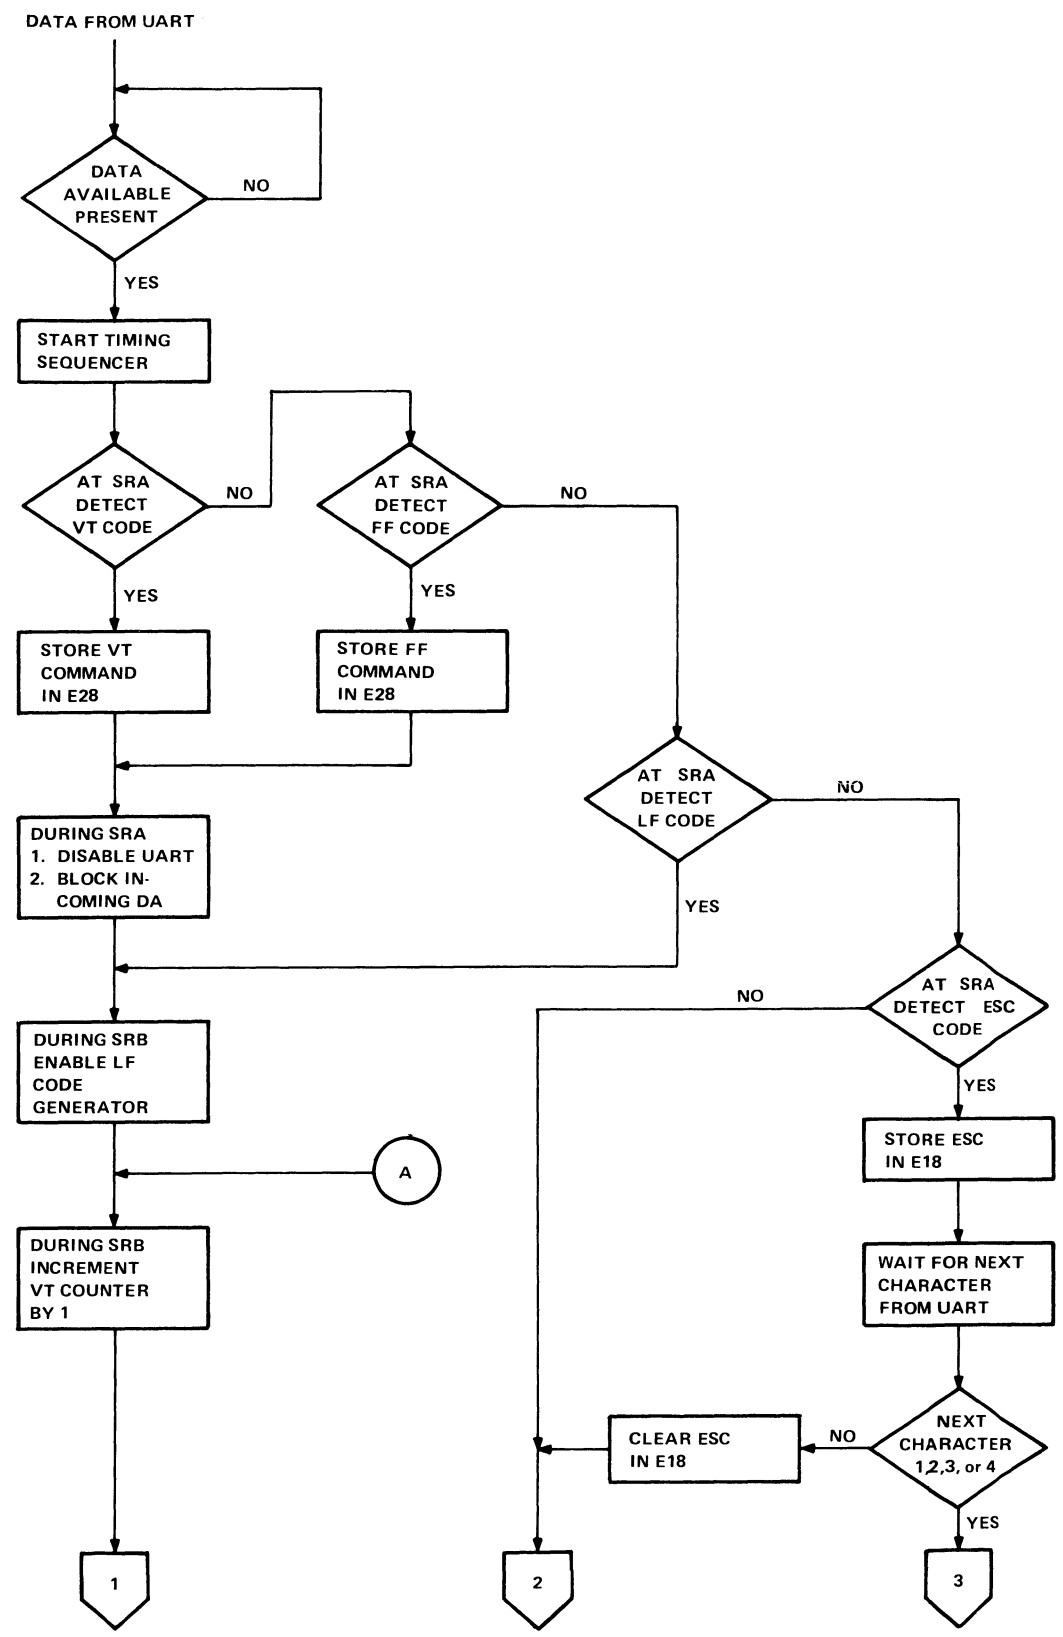 DATA FROM UART
DATA
AVAILABLE
PRESENT
NO
YES
START TIMING
SEQUENCER
AT SRA
DETECT
VT CODE
NO
YES
AT SRA
DETECT
FF CODE
NO
YES
STORE VT
COMMAND
IN E28
STORE FF
COMMAND
IN E28
AT SRA
DETECT
LF CODE
NO
YES
DURING SRA
1. DISABLE UART
2. BLOCK IN-
COMING DA
AT SRA
DETECT ESC
CODE
NO
YES
DURING SRB
ENABLE LF
CODE
GENERATOR
STORE ESC
IN E18
A
DURING SRB
INCREMENT
VT COUNTER
BY 1
WAIT FOR NEXT
CHARACTER
FROM UART
NEXT
CHARACTER
1,2,3, or 4
NO
YES
CLEAR ESC
IN E18
1
2
3